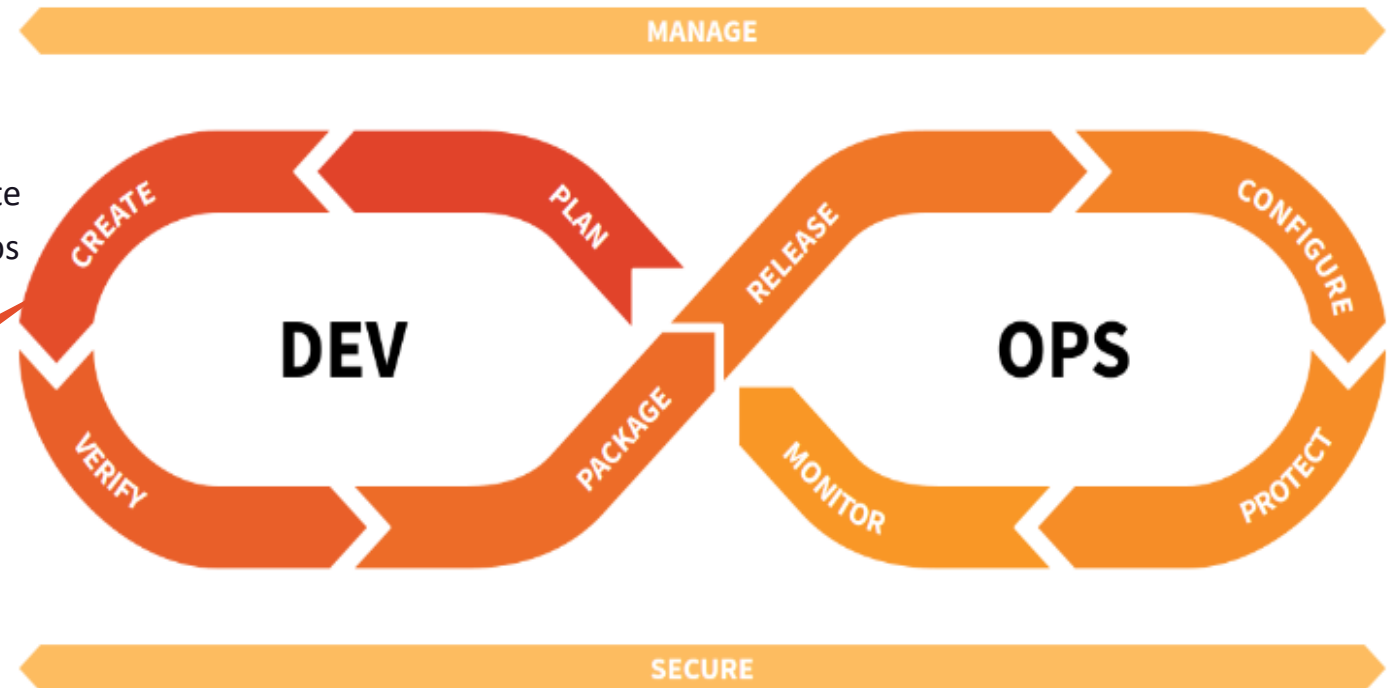 MANAGE
CREATE
PLAN
RELEASE
CONFIGURE
DEV
OPS
VERIFY
PACKAGE
MONITOR
PROTECT
SECURE